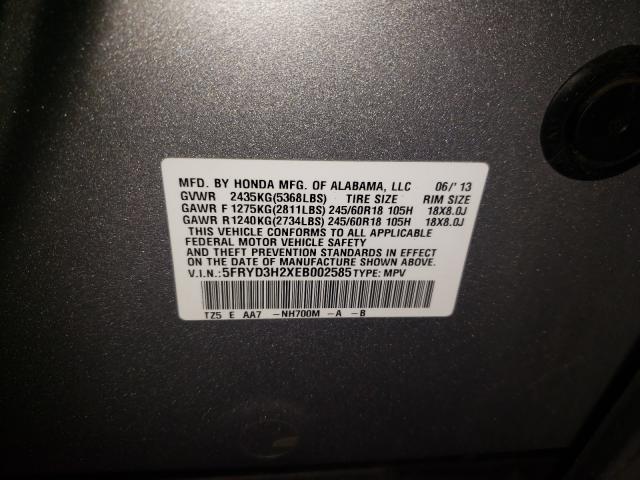 MFD. BY HONDA MFG. OF ALABAMA, LLC 06/'13
GVWR 2435KG(5368LBS) TIRE SIZE RIM SIZE
GAWR F 1275KG(2811LBS) 245/60R18 105H 18X8.0J
GAWR R1240KG(2734LBS) 245/60R18 105H 18X8.0J
THIS VEHICLE CONFORMS TO ALL APPLICABLE
FEDERAL MOTOR VEHICLE SAFETY
AND THEFT PREVENTION STANDARDS IN EFFECT
ON THE DATE OF MANUFACTURE SHOWN ABOVE.
V.I.N.: 5FRYD3H2XEB002585 TYPE: MPV
TZ5 E AA7 -NH700M -A -B